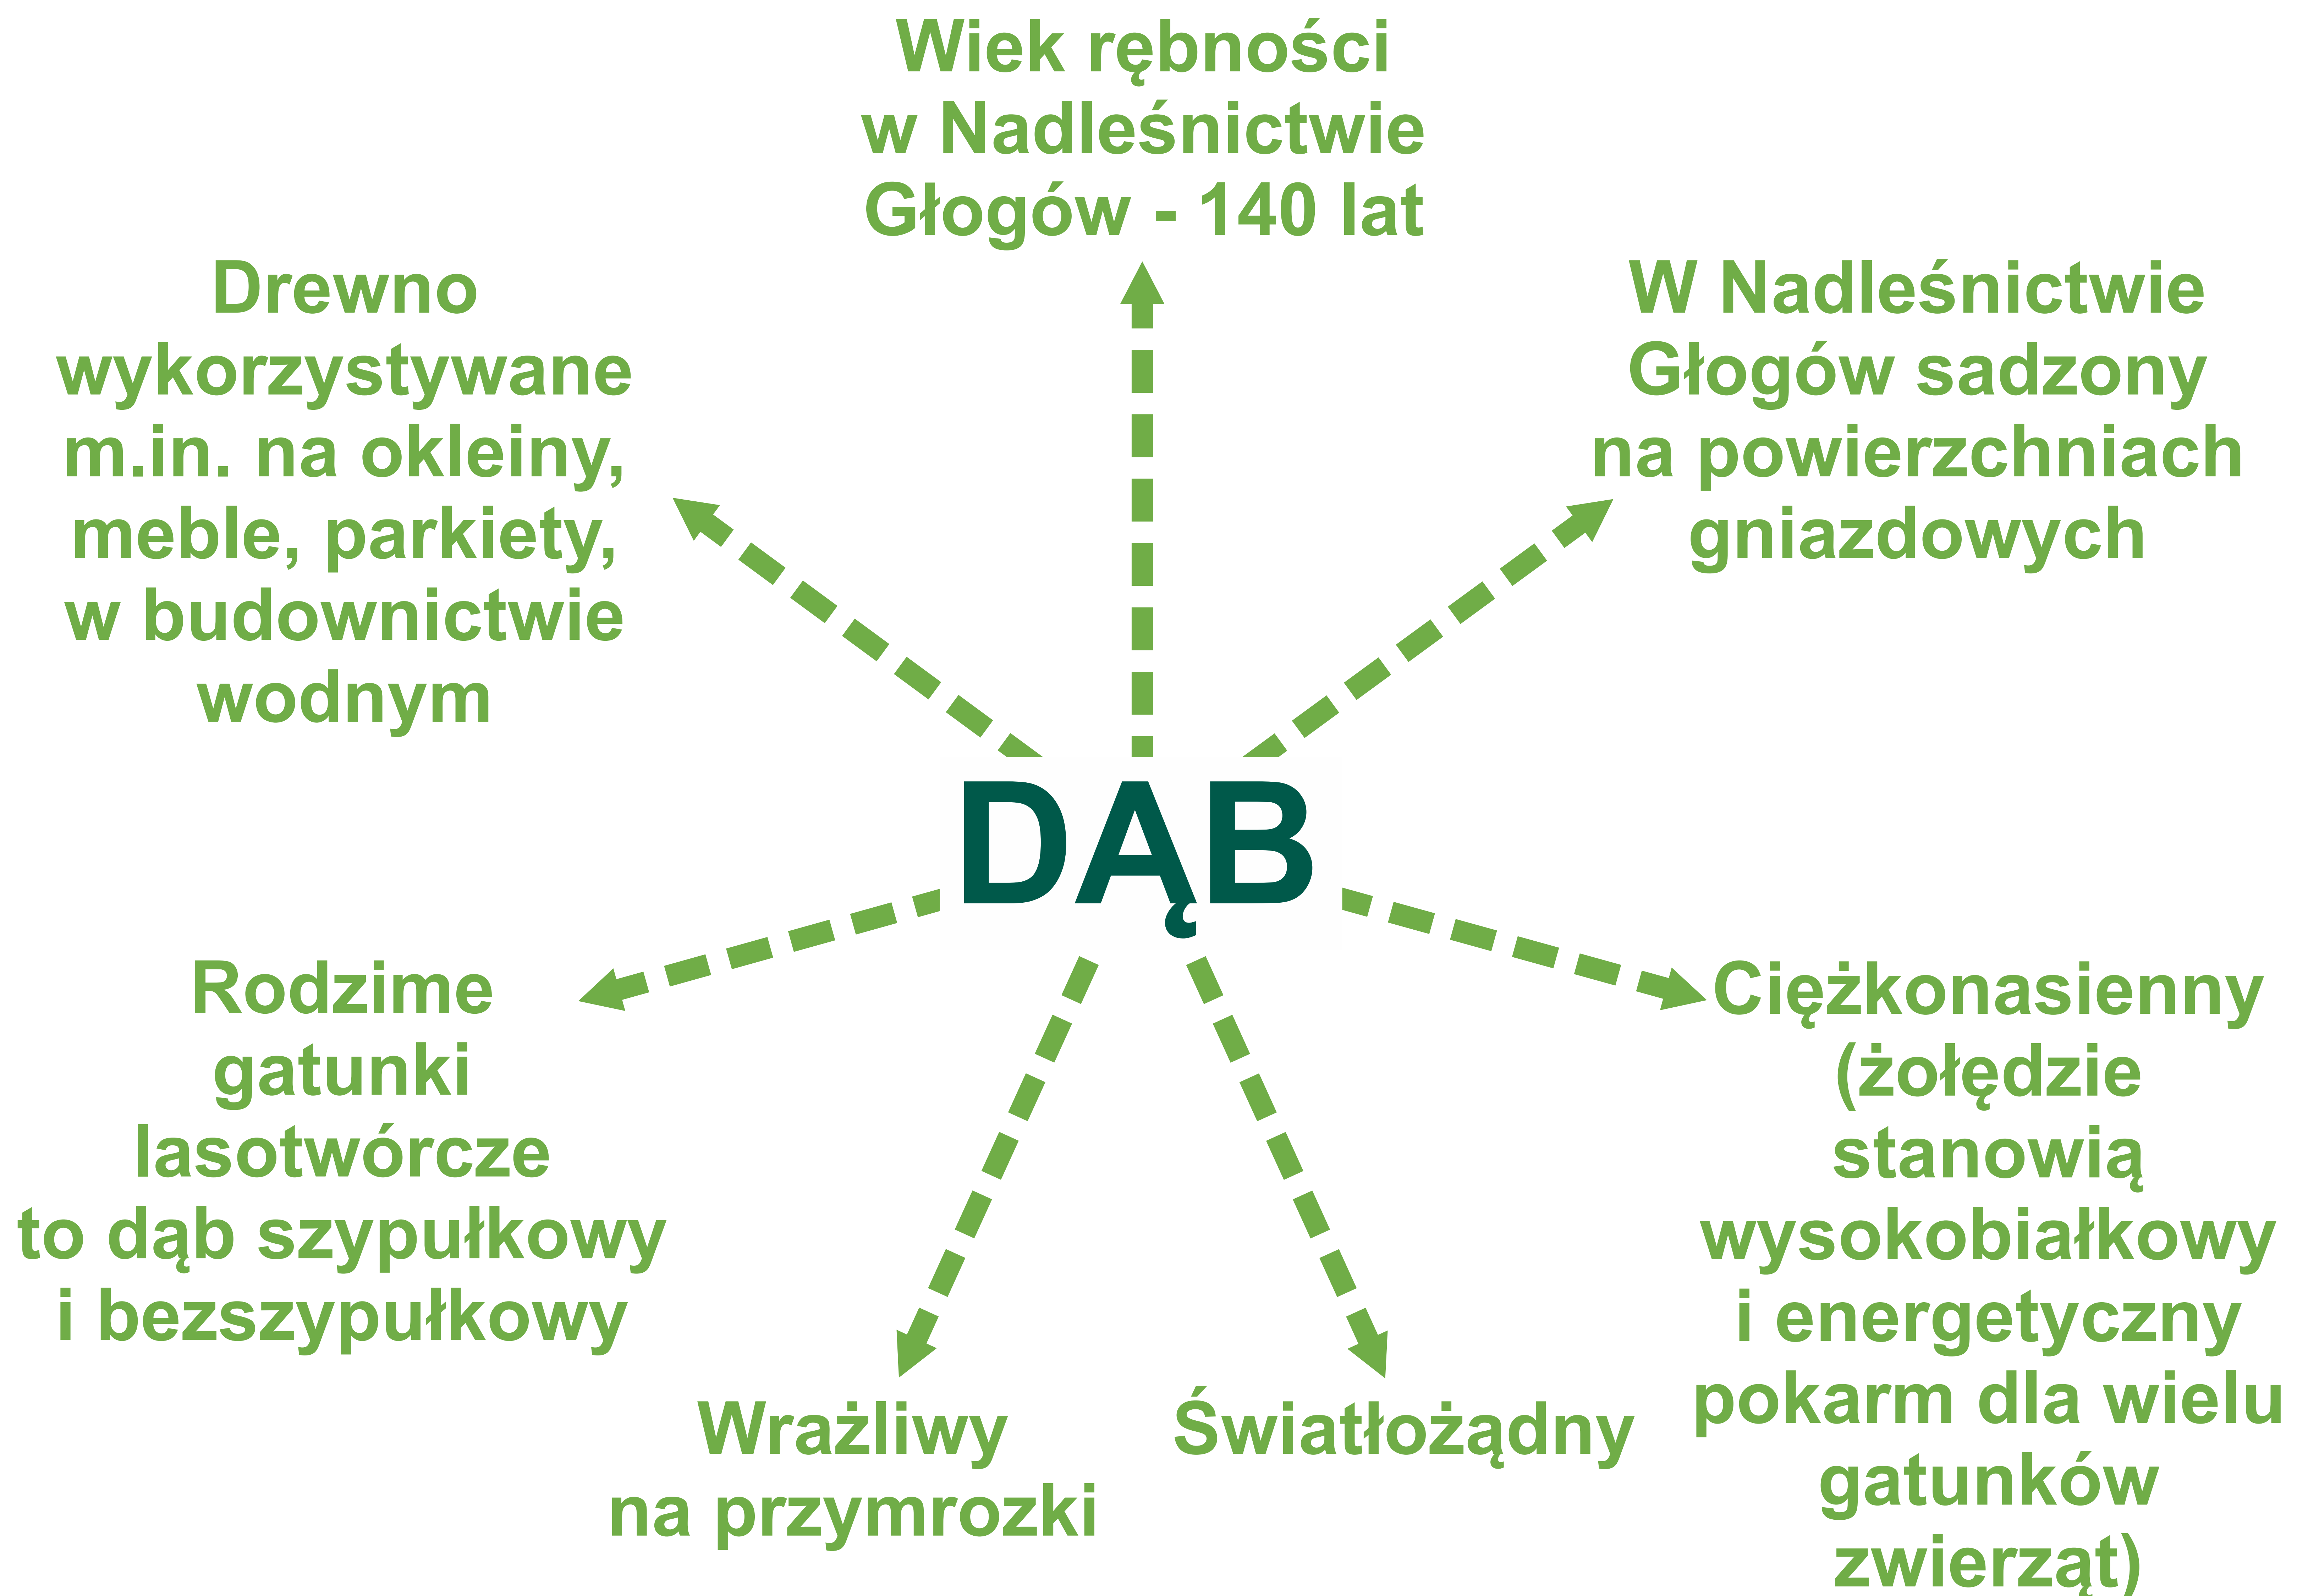 Wiek rębności
w Nadleśnictwie
Głogów - 140 lat
Drewno
wykorzystywane
m.in. na okleiny,
meble, parkiety,
w budownictwie
wodnym
W Nadleśnictwie
Głogów sadzony
na powierzchniach
gniazdowych
DĄB
Rodzime
gatunki
lasotwórcze
to dąb szypułkowy
i bezszypułkowy
Ciężkonasienny
(żołędzie
stanowią
wysokobiałkowy
i energetyczny
pokarm dla wielu
gatunków
zwierząt)
Wrażliwy
na przymrozki
Światłożądny